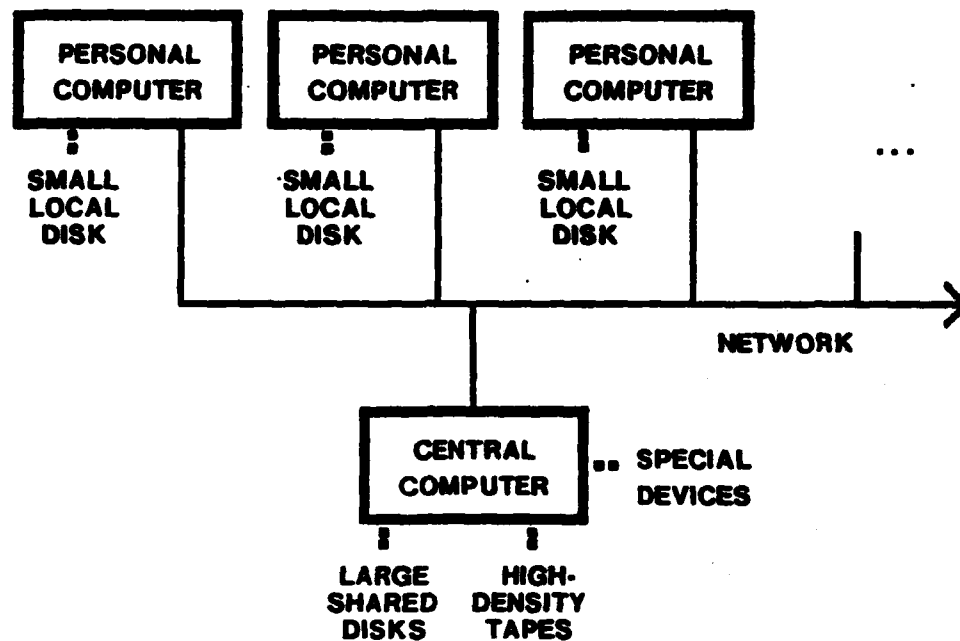 PERSONAL
COMPUTER
PERSONAL
COMPUTER
PERSONAL
COMPUTER
SMALL
LOCAL
DISK
SMALL
LOCAL
DISK
SMALL
LOCAL
DISK
...
NETWORK
CENTRAL
COMPUTER
SPECIAL
DEVICES
LARGE
SHARED
DISKS
HIGH-
DENSITY
TAPES